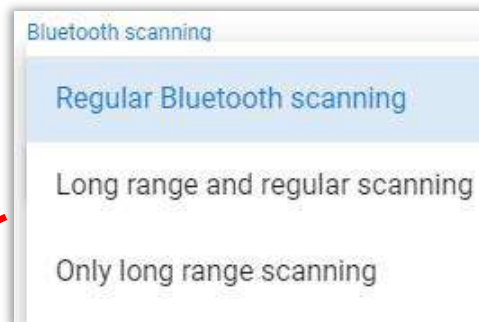 Bluetooth scanning
Regular Bluetooth scanning
Long range and regular scanning
Only long range scanning